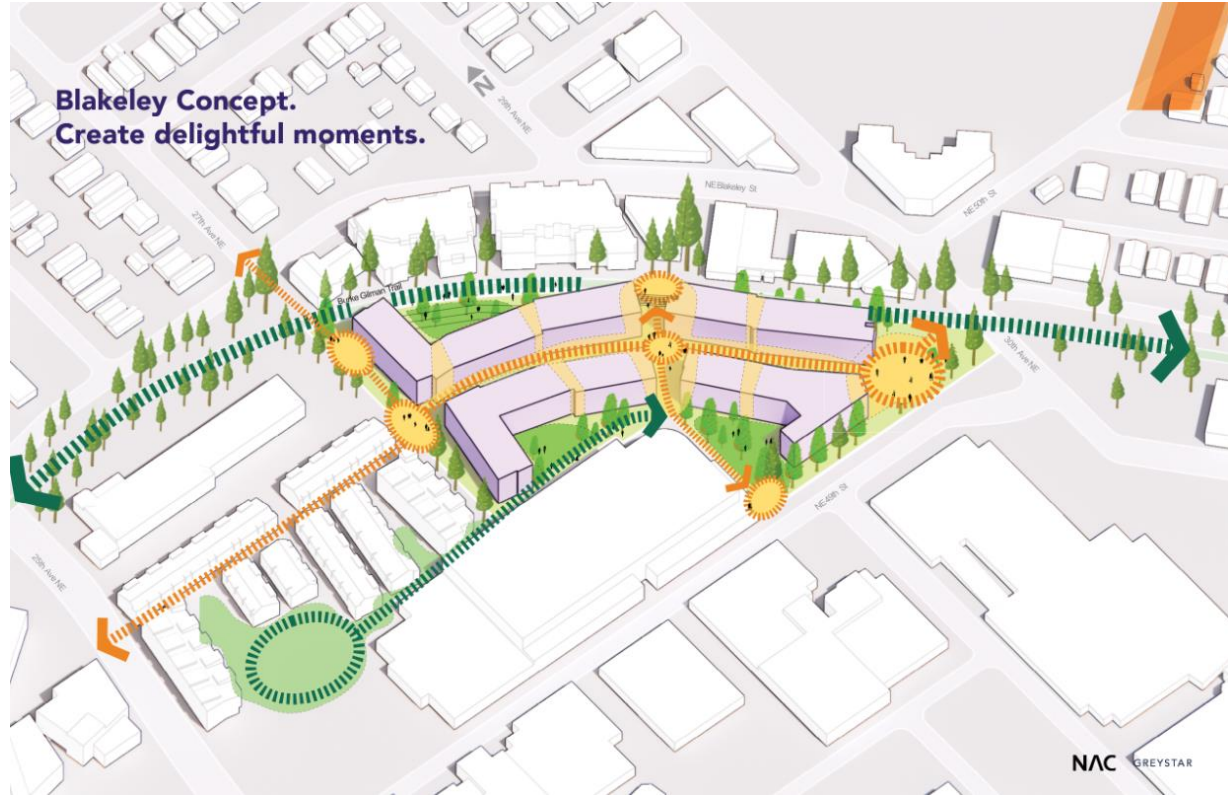 Blakeley Concept.
Create delightful moments.
N
29th Ave NE
NE Blakeley St
NE 50th St
27th Ave NE
Burke Gilman Trail
30th Ave NE
NE 49th St
25th Ave NE
NAC GREYSTAR